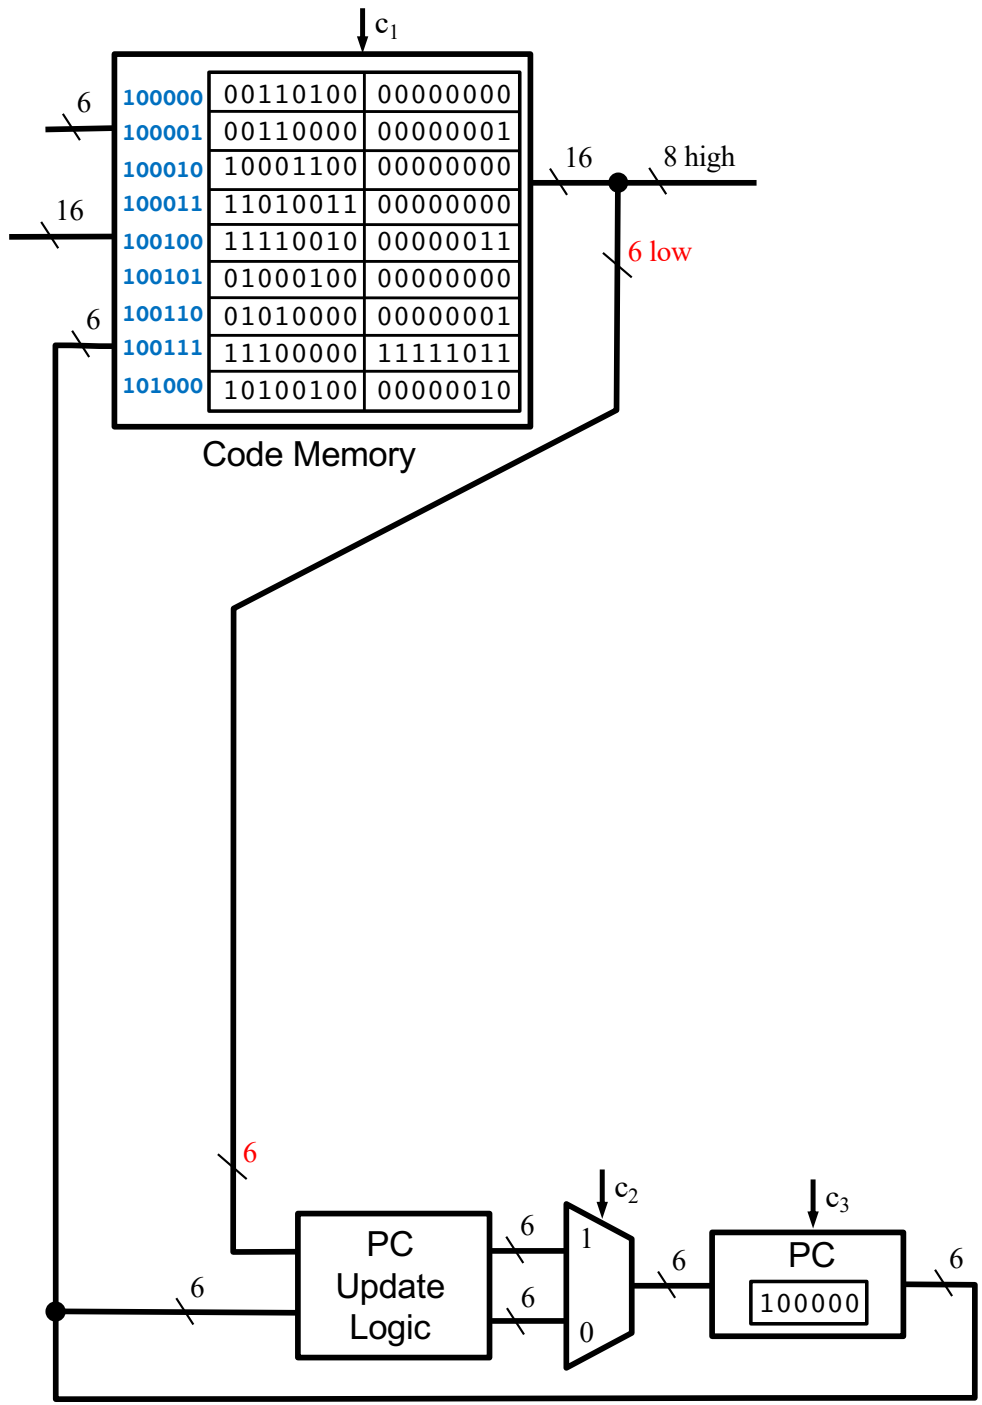 c1
100000 00110100 00000000
6
100001 00110000 00000001
100010 10001100 00000000
16
8 high
100011 11010011 00000000
16
100100 11110010 00000011
6 low
100101 01000100 00000000
100110 01010000 00000001
6
100111 11100000 11111011
101000 10100100 00000010
Code Memory
6
c2
c3
PC
Update
Logic
6
6
6
1
0
6
PC
100000
6